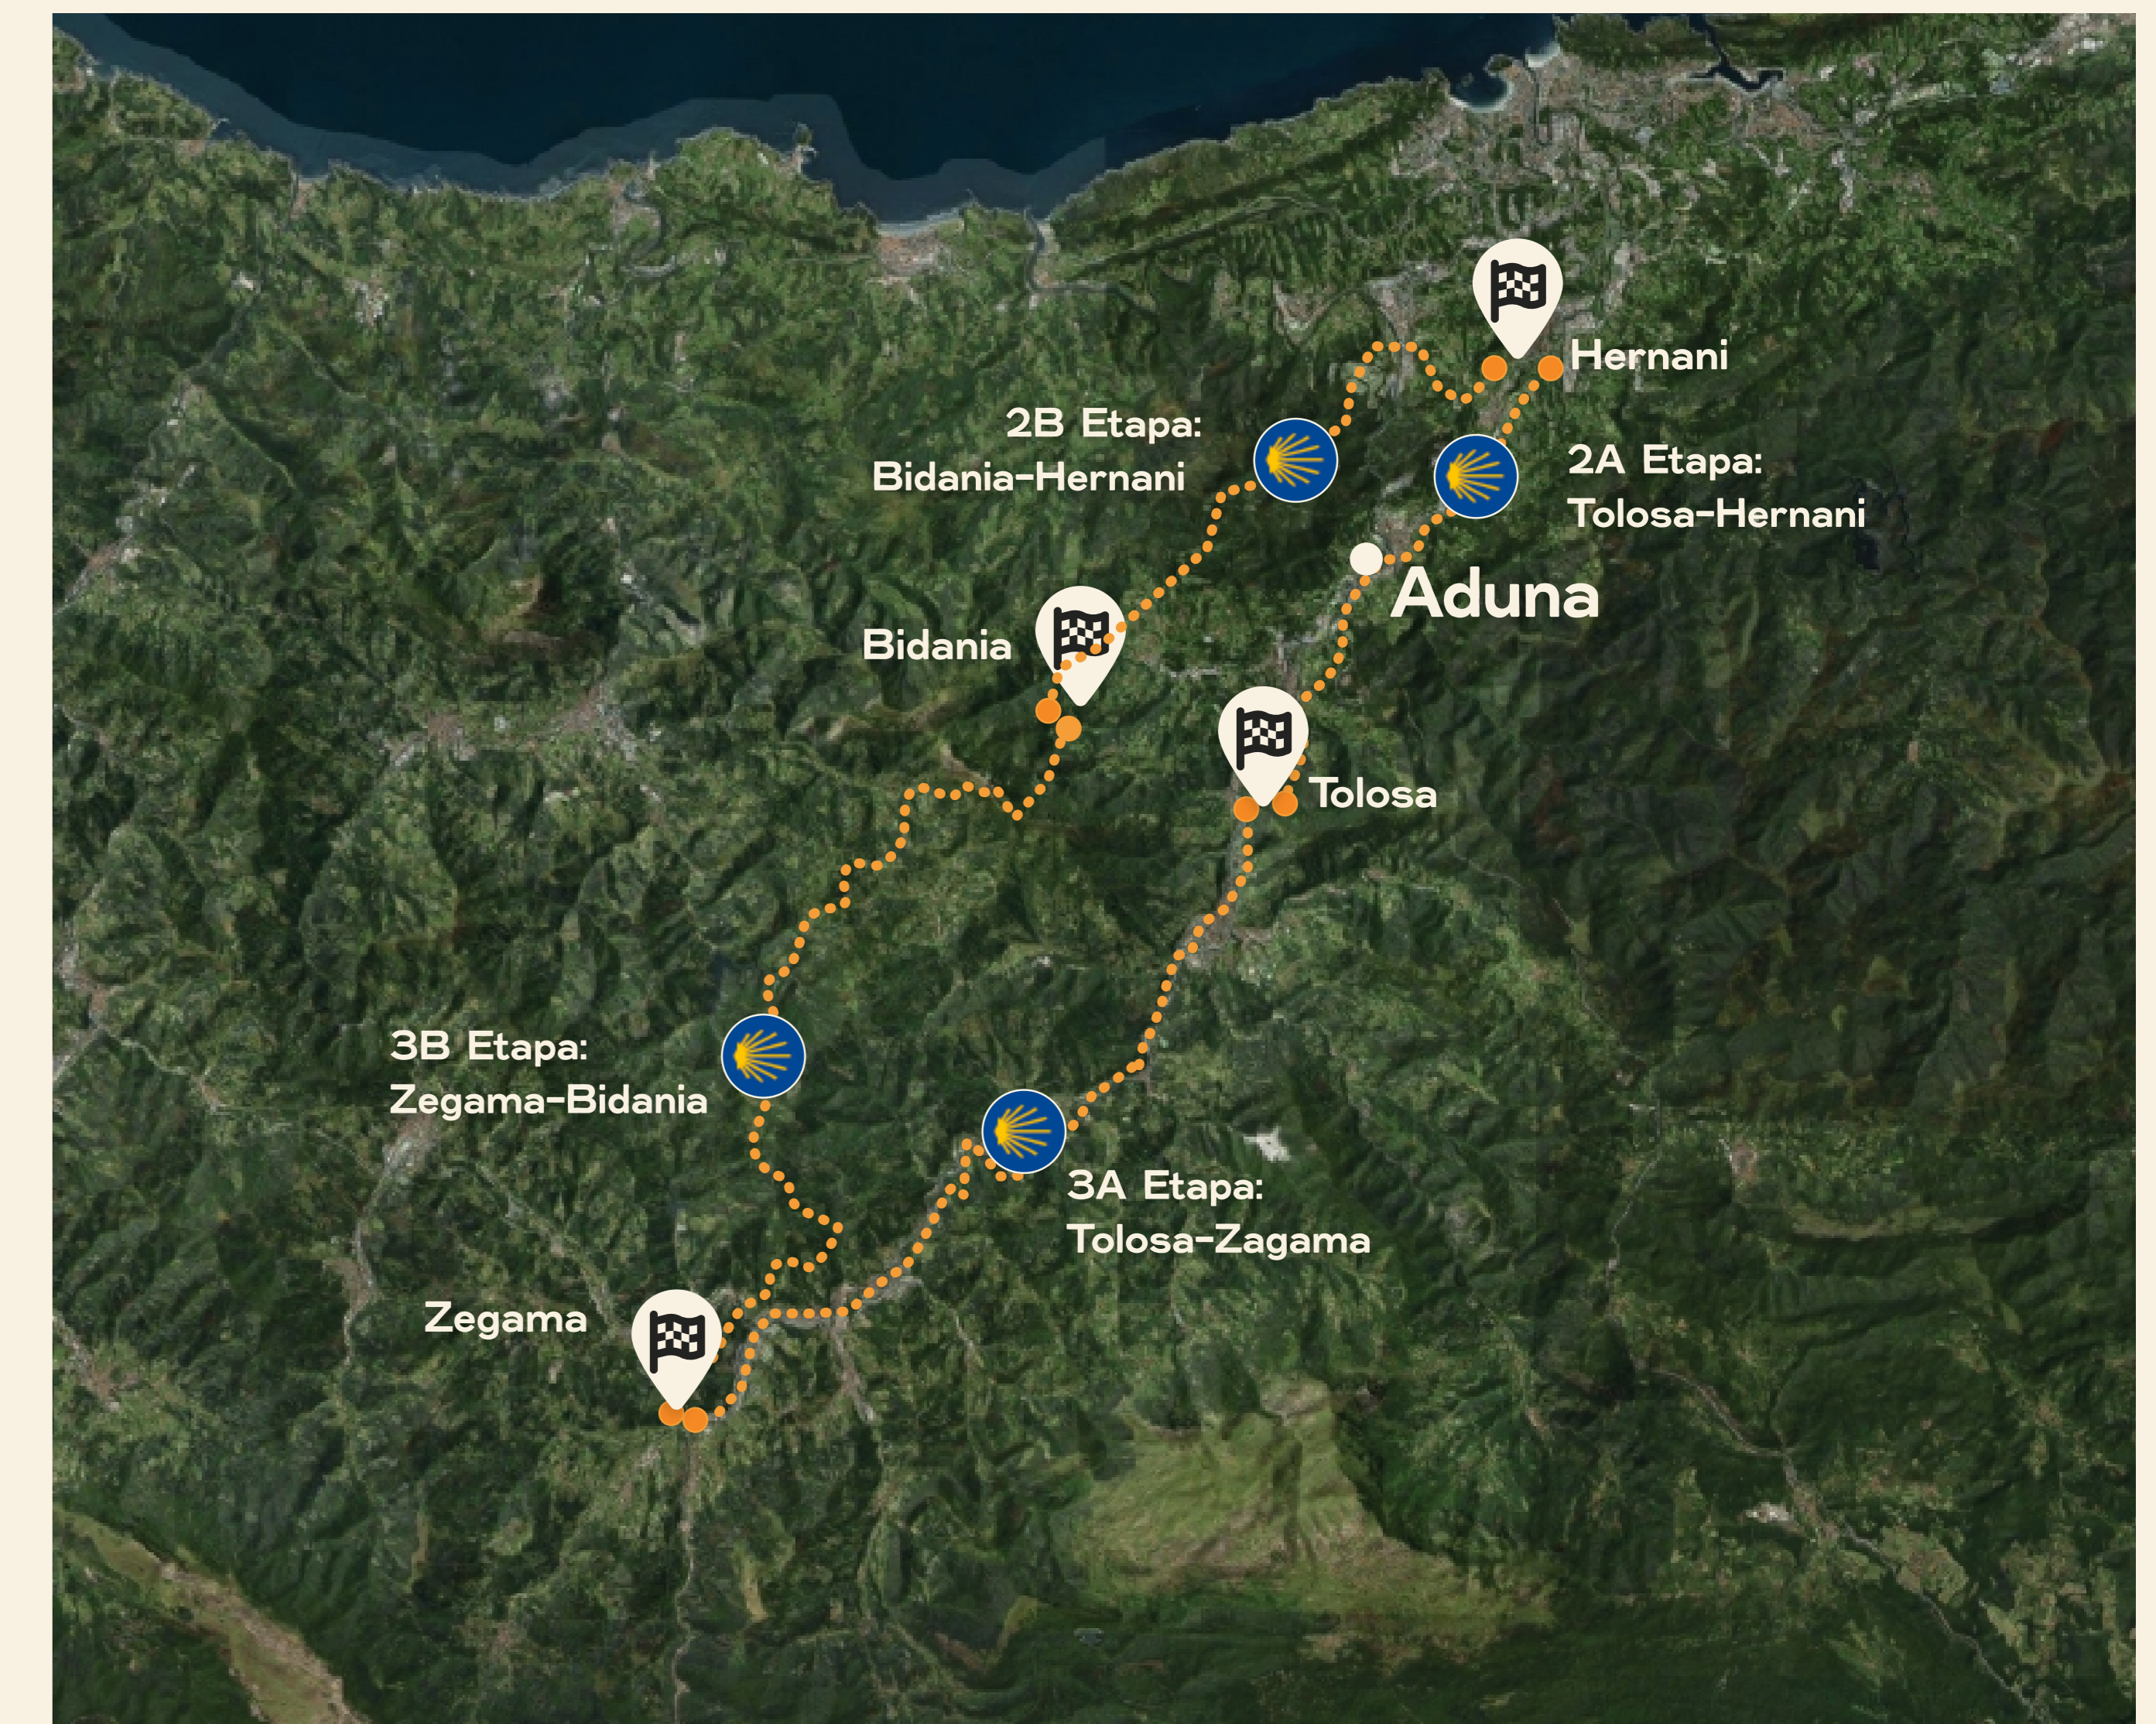 Hernani
2B Etapa:
Bidania-Hernani
2A Etapa:
Tolosa-Hernani
Aduna
Bidania
Tolosa
3B Etapa:
Zegama-Bidania
3A Etapa:
Tolosa-Zagama
Zegama